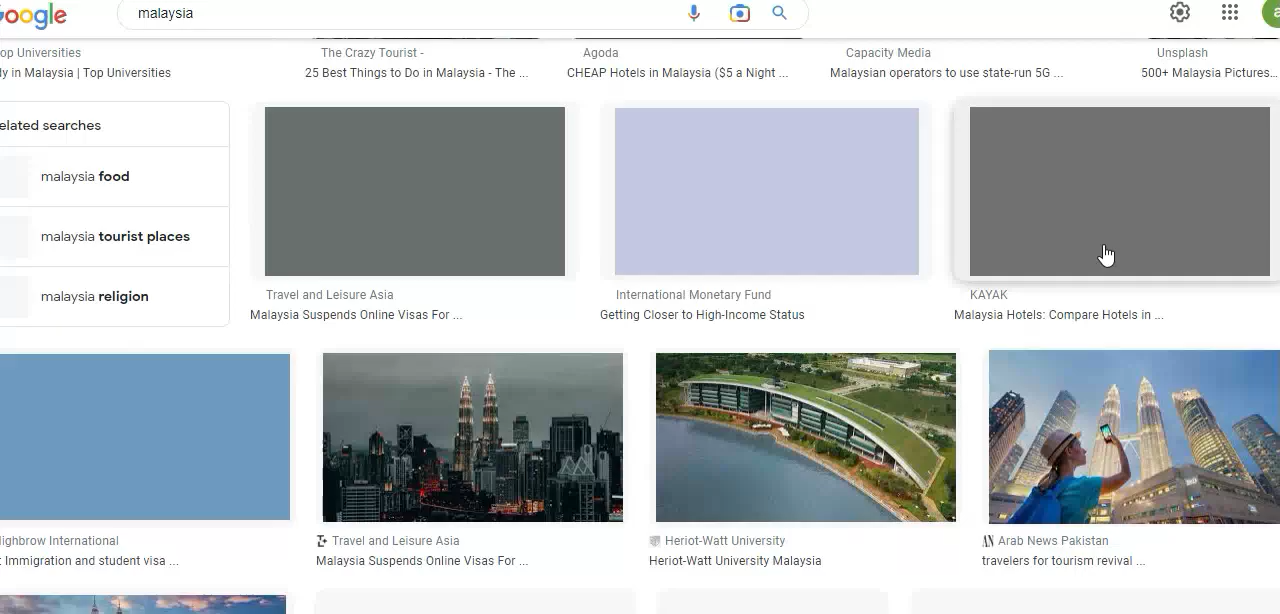 Google
malaysia
op Universities
The Crazy Tourist -
Agoda
Capacity Media
Unsplash
dy in Malaysia | Top Universities
25 Best Things to Do in Malaysia - The ...
CHEAP Hotels in Malaysia ($5 a Night ...
Malaysian operators to use state-run 5G ...
500+ Malaysia Pictures...
elated searches
malaysia food
malaysia tourist places
malaysia religion
Travel and Leisure Asia
International Monetary Fund
KAYAK
Malaysia Suspends Online Visas For ...
Getting Closer to High-Income Status
Malaysia Hotels: Compare Hotels in ...
ighbrow International
Travel and Leisure Asia
Heriot-Watt University
Arab News Pakistan
: Immigration and student visa ...
Malaysia Suspends Online Visas For ...
Heriot-Watt University Malaysia
travelers for tourism revival ...